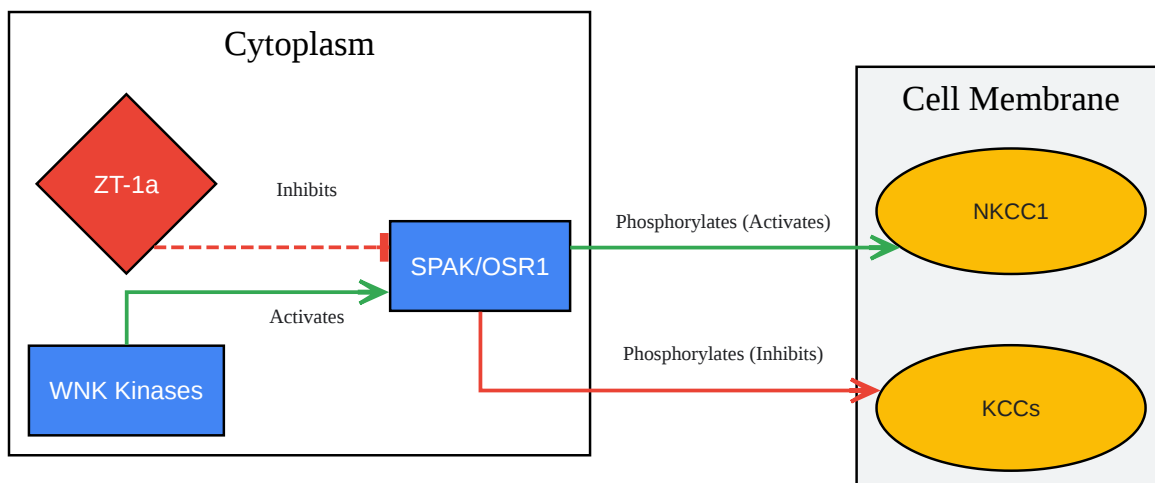 Cytoplasm
Cell Membrane
ZT-1a
Inhibits
NKCC1
Phosphorylates (Activates)
SPAK/OSR1
Activates
Phosphorylates (Inhibits)
WNK Kinases
KCCs